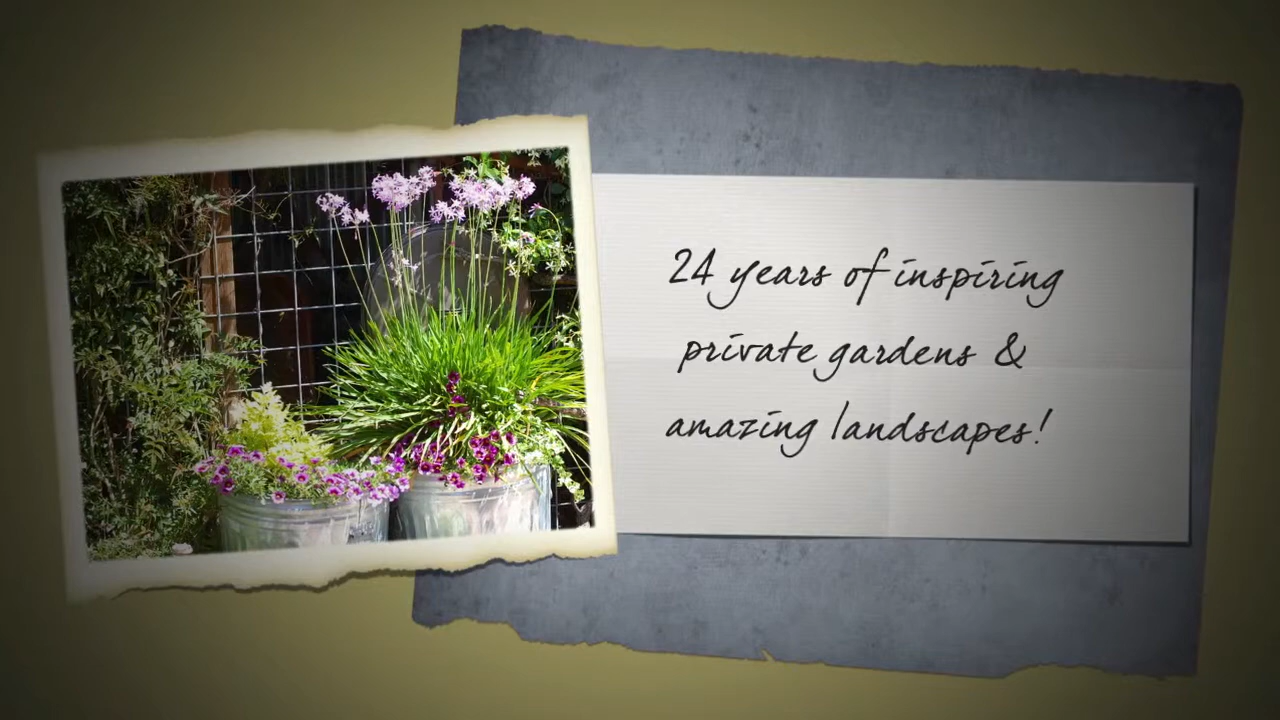 24 years of inspiring
private gardens &
amazing landscapes!